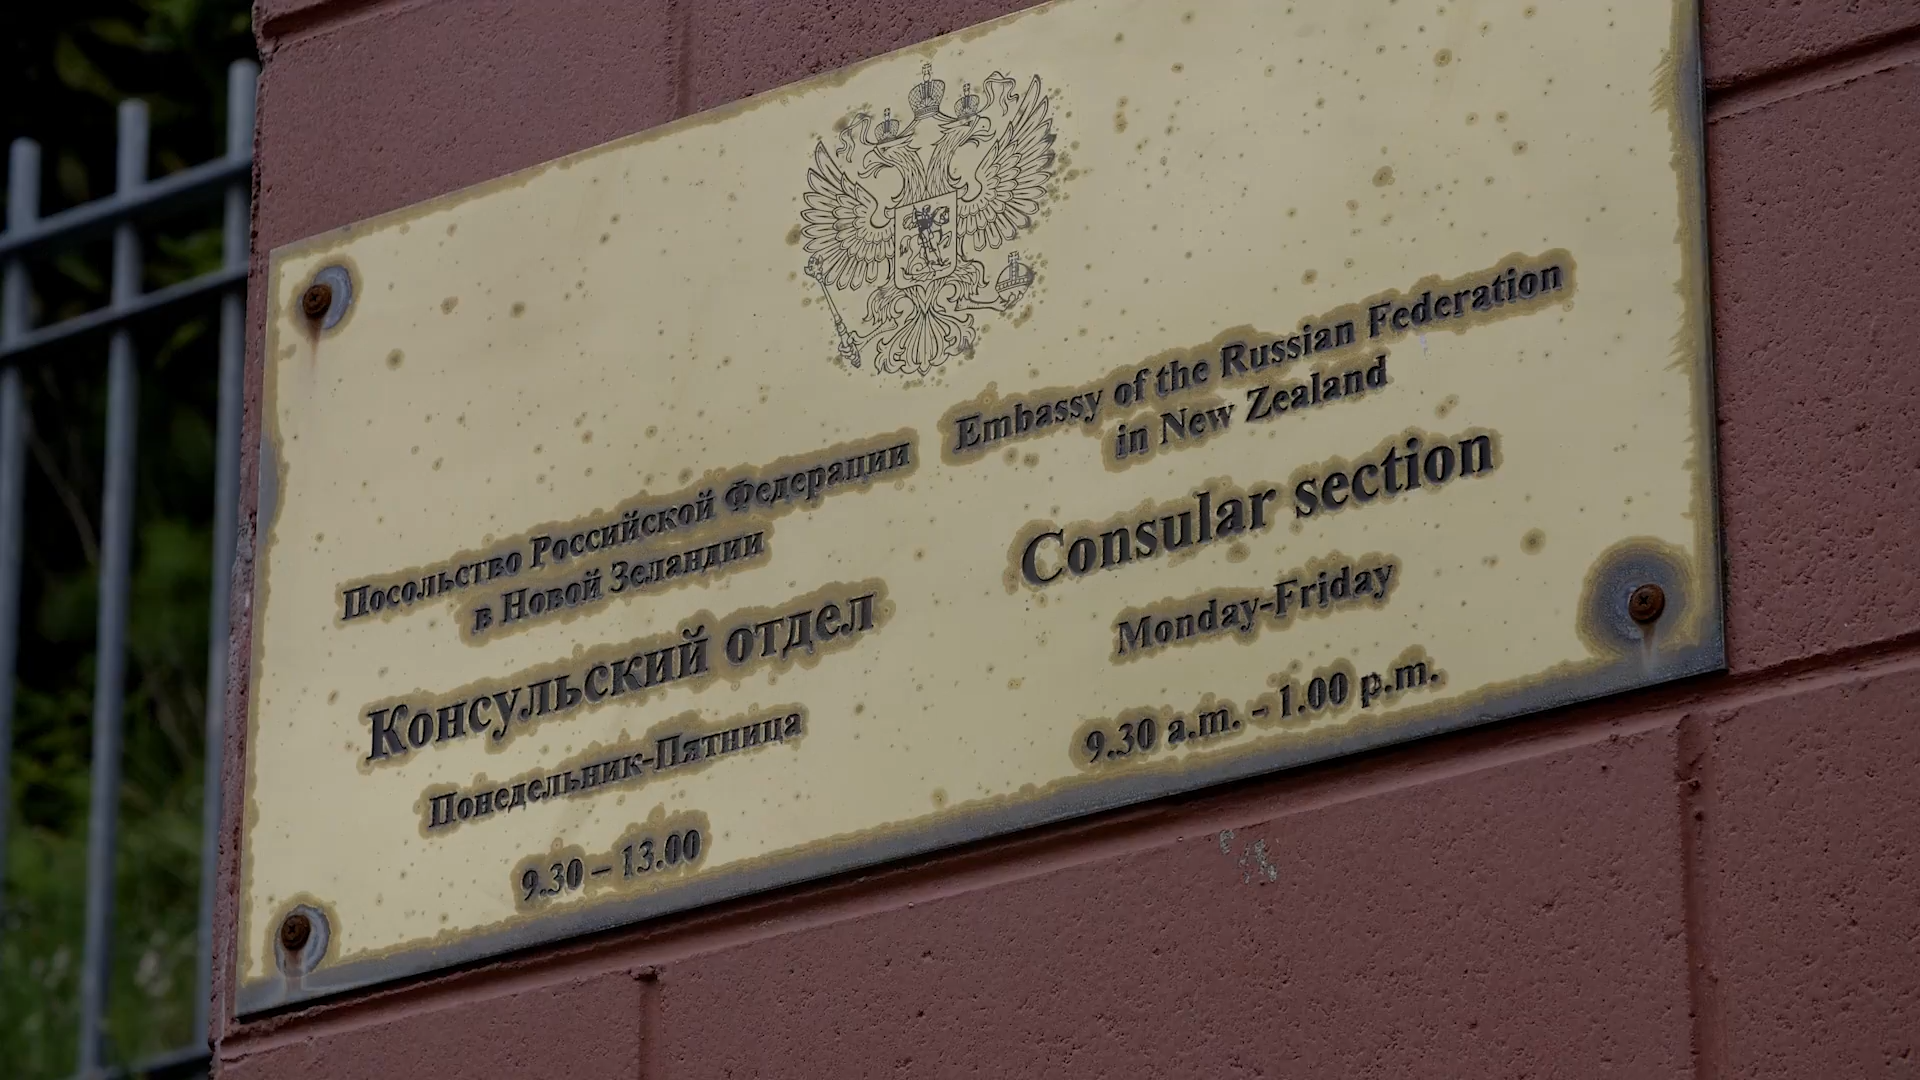 Посольство Российской Федерации
в Новой Зеландии
Консульский отдел
Понедельник-Пятница
9.30 – 13.00
Embassy of the Russian Federation
in New Zealand
Consular section
Monday-Friday
9.30 a.m. - 1.00 p.m.